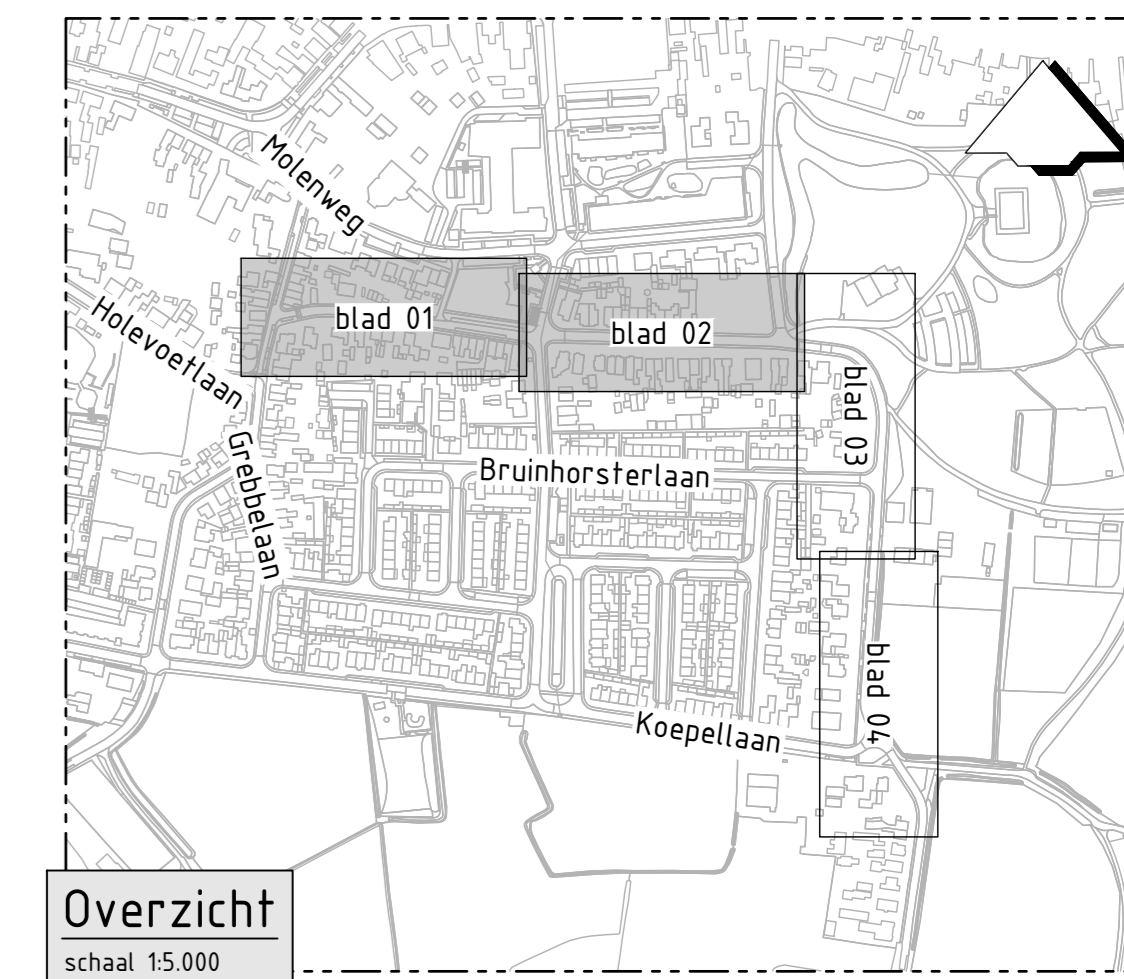 Molenweg
Holevoetlaan
blad 01
blad 02
blad 03
Grebbelaan
Bruinhorsterlaan
blad 04
Koepellaan
Overzicht
schaal 1:5.000